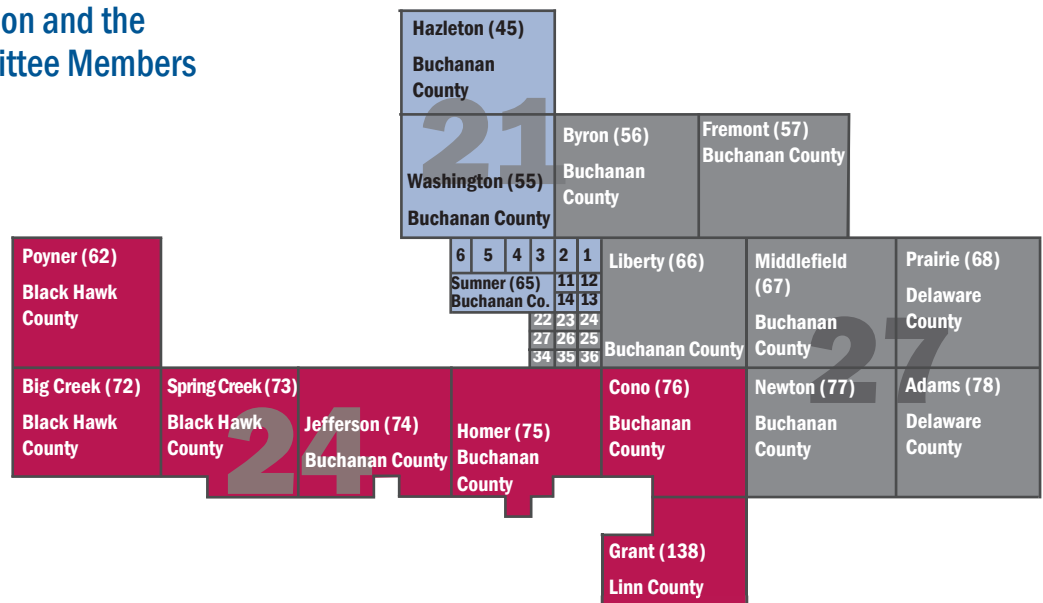 on and the
ittee Members
Hazleton (45)
Buchanan
County
21
Washington (55)
Buchanan County
Byron (56)
Buchanan
County
Fremont (57)
Buchanan County
6 5 4 3 2 1
Sumner (65) 11 12
Buchanan Co. 14 13
22 23 24
27 26 25
34 35 36
Liberty (66)
Buchanan County
Middlefield
(67)
Buchanan
County
Prairie (68)
Delaware
County
27
Poyner (62)
Black Hawk
County
Big Creek (72)
Black Hawk
County
Spring Creek (73)
Black Hawk
County
24
Jefferson (74)
Buchanan County
Homer (75)
Buchanan
County
Cono (76)
Buchanan
County
Newton (77)
Buchanan
County
Adams (78)
Delaware
County
Grant (138)
Linn County